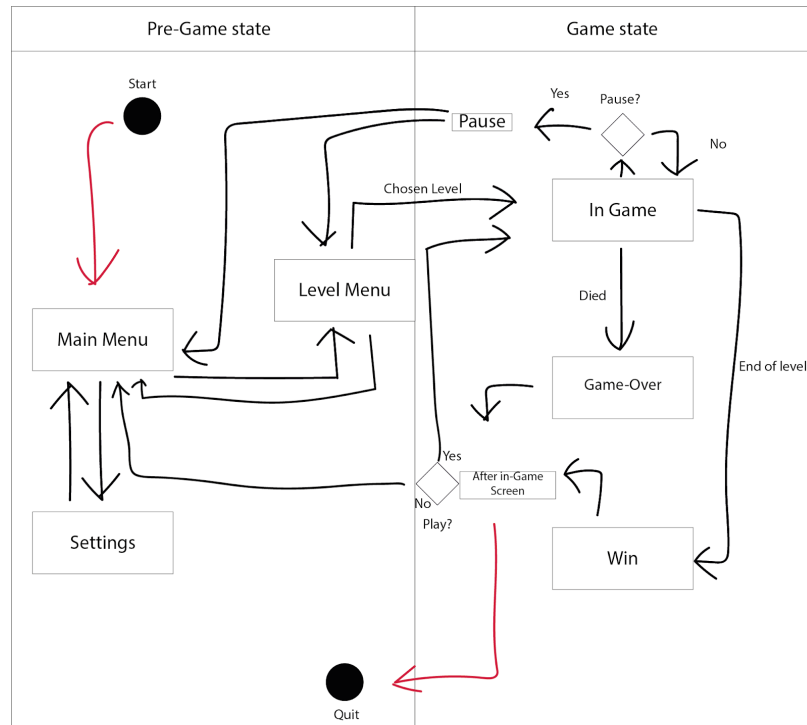 Pre-Game state
Game state
Start
Yes
Pause?
Pause
No
Chosen Level
In Game
Level Menu
Died
Main Menu
End of level
Game-Over
Yes
After in-Game
Screen
No
Play?
Settings
Win
Quit